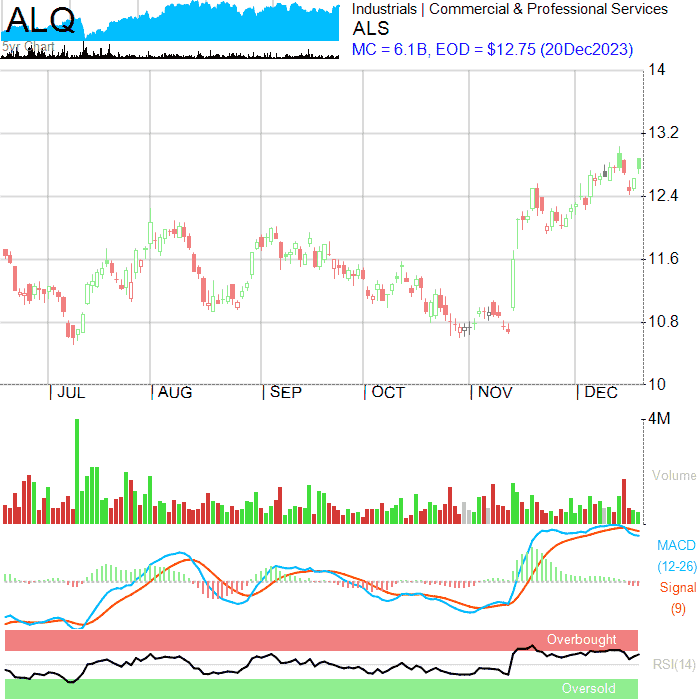 ALQ
5yr Chart
Industrials | Commercial & Professional Services
ALS
MC = 6.1B, EOD = $12.75 (20Dec2023)
14
13.2
12.4
11.6
10.8
10
| JUL | AUG | SEP | OCT | NOV | DEC
4M
Volume
MACD
(12-26)
Signal
(9)
Overbought
RSI(14)
Oversold